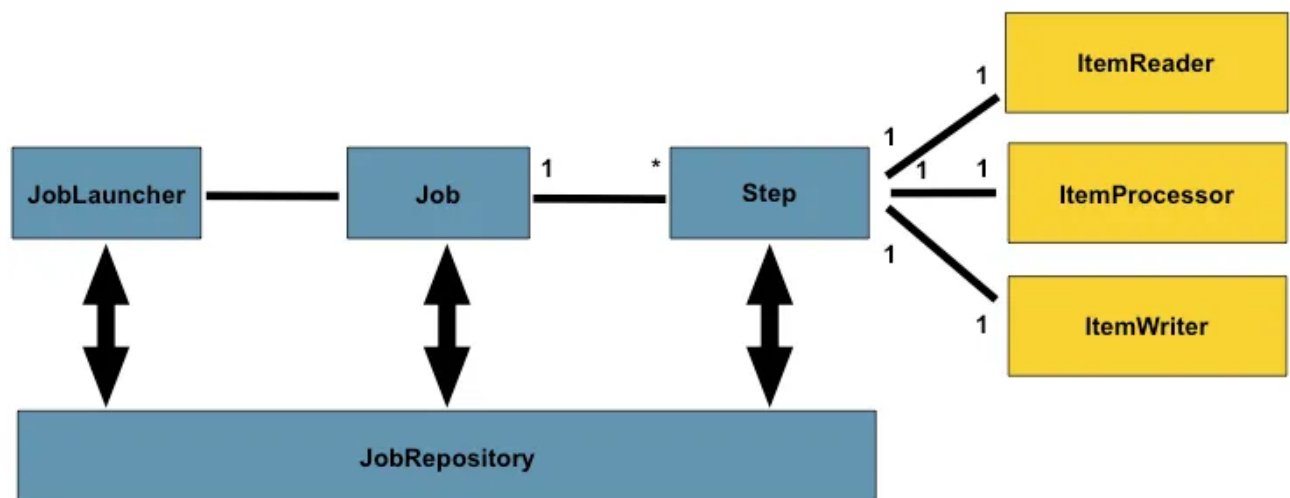 ItemReader
1
1
JobLauncher
Job
1
*
Step
1
1
ItemProcessor
1
1
ItemWriter
JobRepository